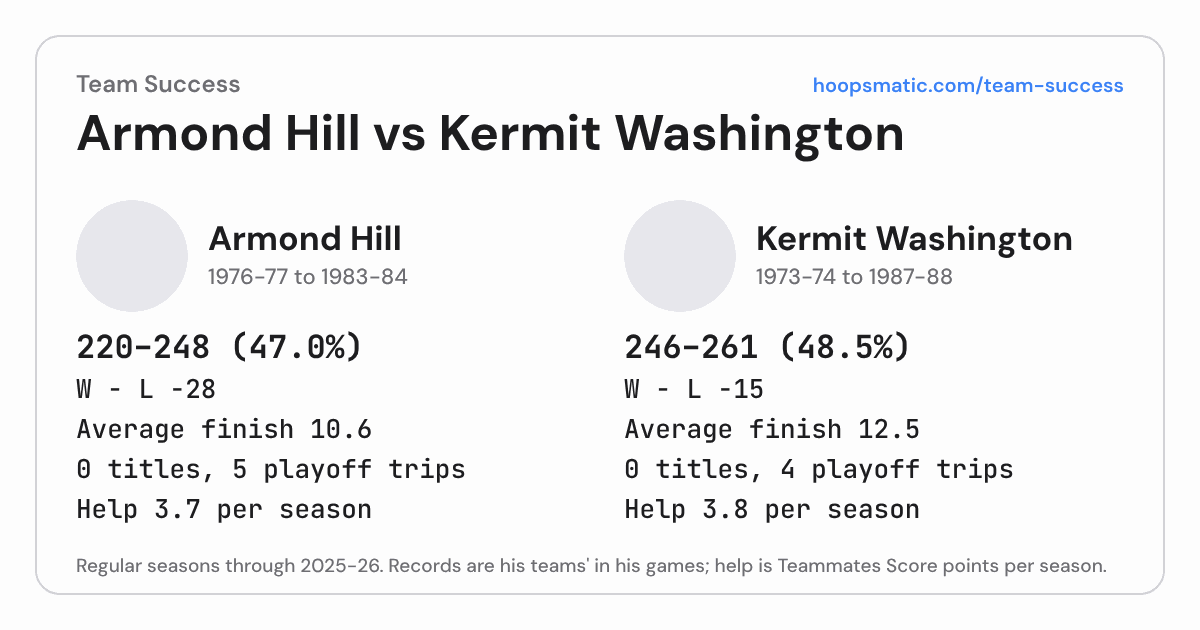 Team Success
hoopsmatic.com/team-success
Armond Hill vs Kermit Washington
Armond Hill
1976-77 to 1983-84
220-248 (47.0%)
W - L -28
Average finish 10.6
0 titles, 5 playoff trips
Help 3.7 per season
Kermit Washington
1973-74 to 1987-88
246-261 (48.5%)
W - L -15
Average finish 12.5
0 titles, 4 playoff trips
Help 3.8 per season
Regular seasons through 2025-26. Records are his teams' in his games; help is Teammates Score points per season.